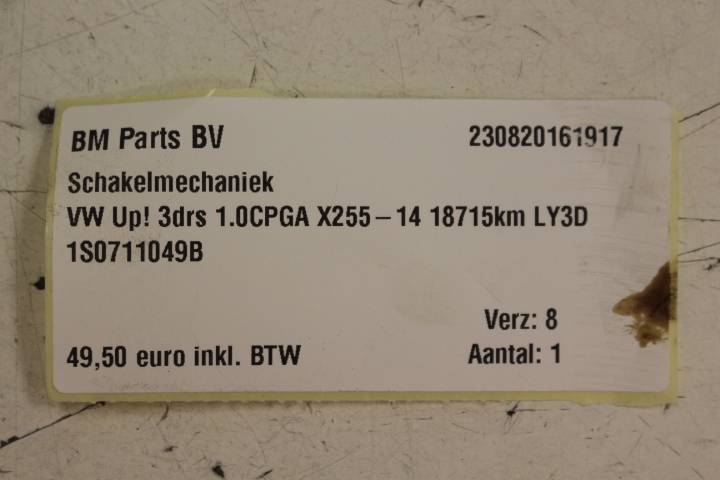 BM Parts BV 230820161917
Schakelmechaniek
VW Up! 3drs 1.0CPGA X255-14 18715km LY3D
1S0711049B
Verz: 8
49,50 euro inkl. BTW Aantal: 1